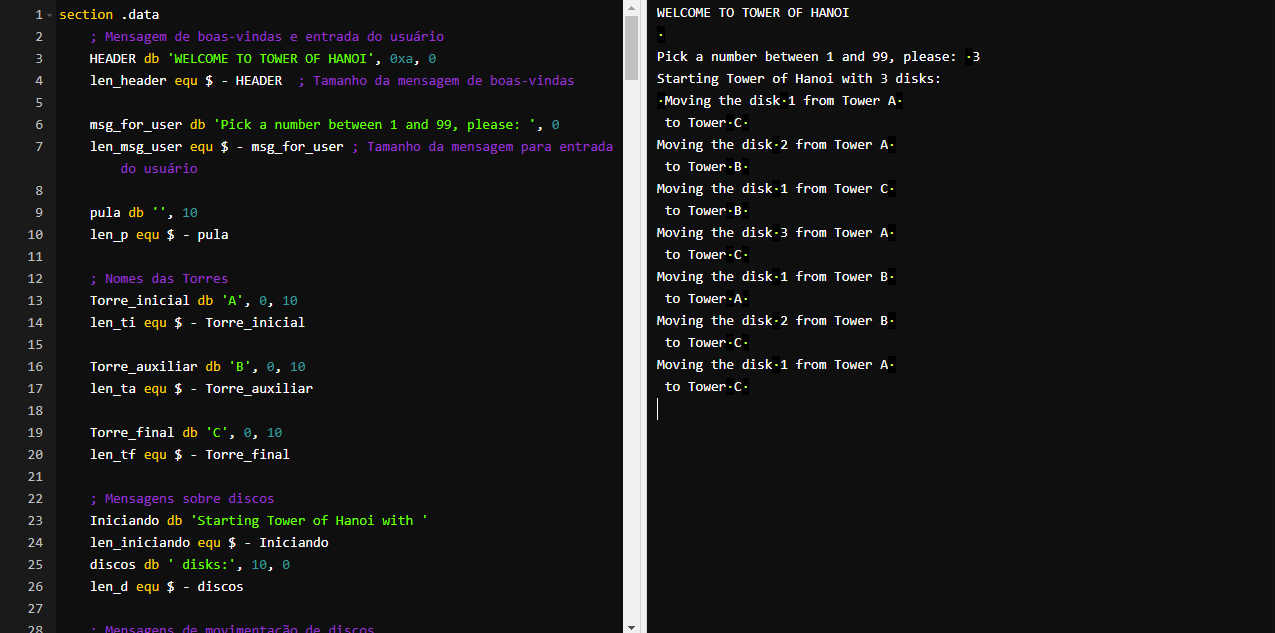 1 section .data
2 ; Mensagem de boas-vindas e entrada do usuário
3 HEADER db 'WELCOME TO TOWER OF HANOI', 0xa, 0
4 len_header equ $ - HEADER  ; Tamanho da mensagem de boas-vindas
5
6 msg_for_user db 'Pick a number between 1 and 99, please: ', 0
7 len_msg_user equ $ - msg_for_user ; Tamanho da mensagem para entrada
do usuário
8
9 pula db '', 10
10 len_p equ $ - pula
11
12 ; Nomes das Torres
13 Torre_inicial db 'A', 0, 10
14 len_ti equ $ - Torre_inicial
15
16 Torre_auxiliar db 'B', 0, 10
17 len_ta equ $ - Torre_auxiliar
18
19 Torre_final db 'C', 0, 10
20 len_tf equ $ - Torre_final
21
22 ; Mensagens sobre discos
23 Iniciando db 'Starting Tower of Hanoi with '
24 len_iniciando equ $ - Iniciando
25 discos db ' disks:', 10, 0
26 len_d equ $ - discos
27
28 ; Mensagens de movimentação de discos
WELCOME TO TOWER OF HANOI
·
Pick a number between 1 and 99, please: ·3
Starting Tower of Hanoi with 3 disks:
·Moving the disk·1 from Tower A·
to Tower·C·
Moving the disk·2 from Tower A·
to Tower·B·
Moving the disk·1 from Tower C·
to Tower·B·
Moving the disk·3 from Tower A·
to Tower·C·
Moving the disk·1 from Tower B·
to Tower·A·
Moving the disk·2 from Tower B·
to Tower·C·
Moving the disk·1 from Tower A·
to Tower·C·